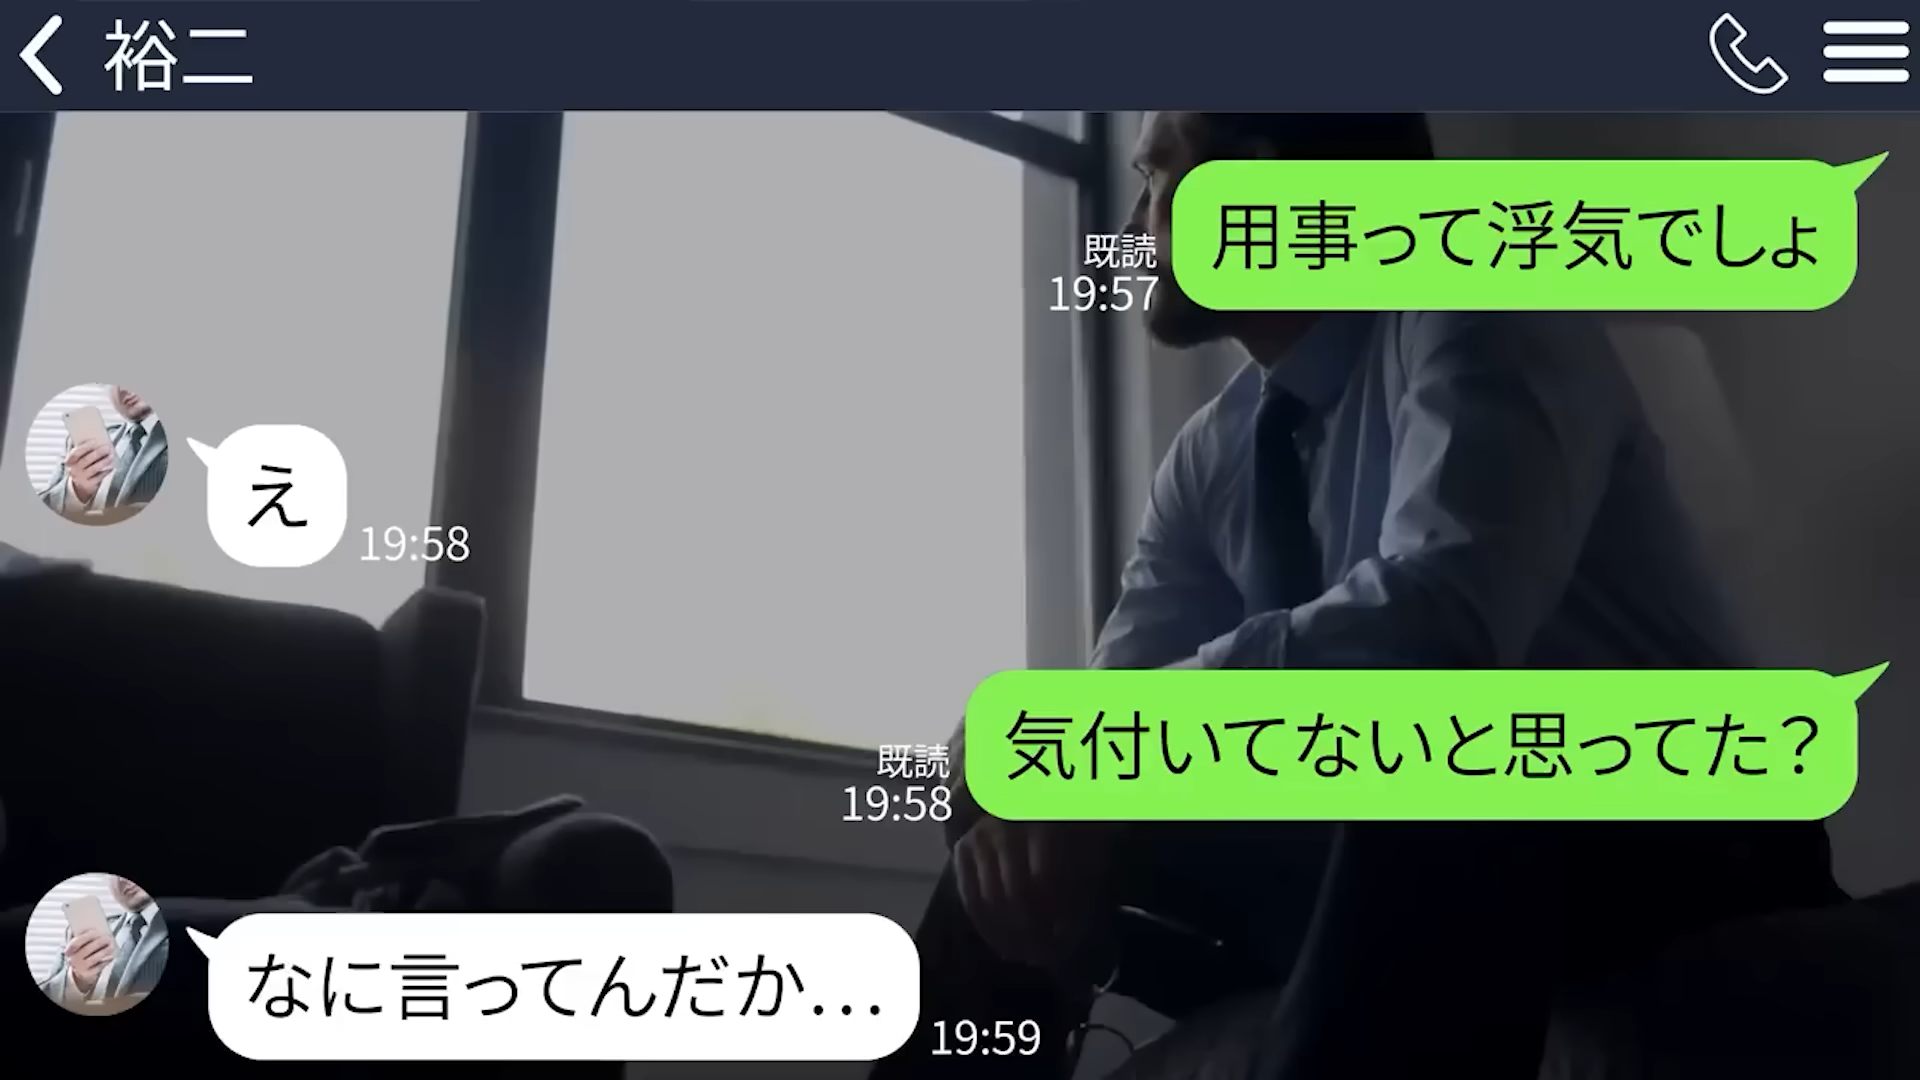 裕二
用事って浮気でしょ
既読
19:57
え
19:58
気付いてないと思ってた？
既読
19:58
なに言ってんだか…
19:59